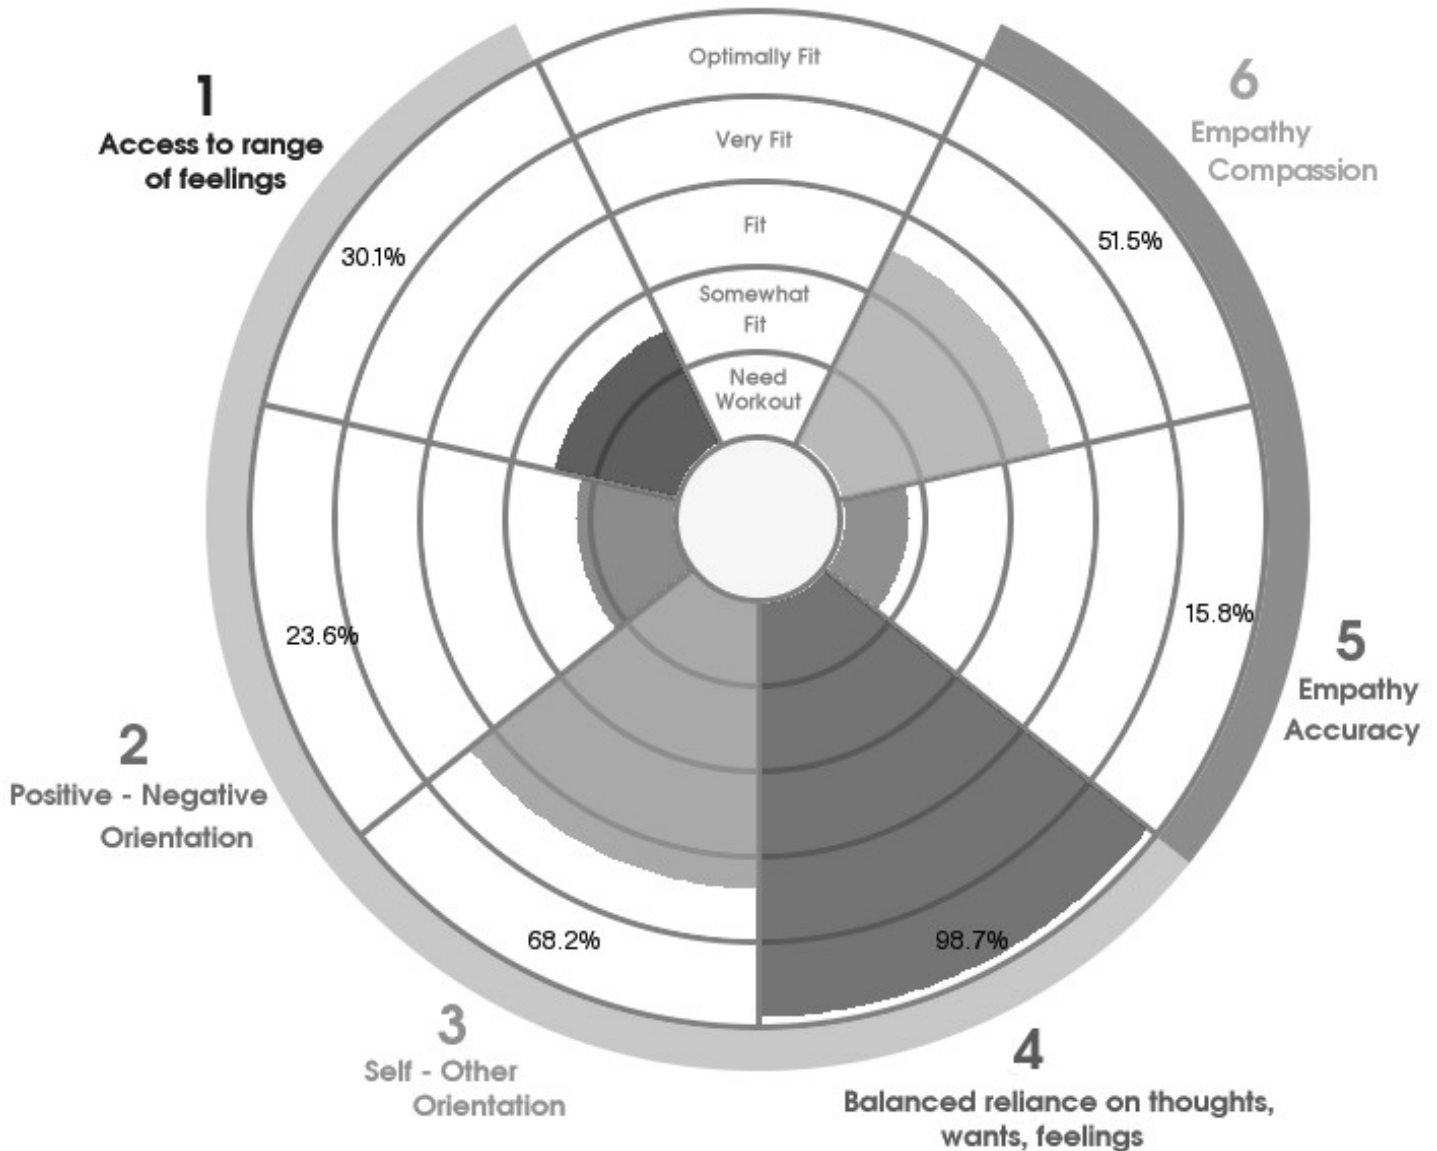 Optimally Fit
Very Fit
Fit
Somewhat
Fit
Need
Workout
1
Access to range
of feelings
30.1%
2
Positive - Negative
Orientation
23.6%
3
Self - Other
Orientation
68.2%
4
Balanced reliance on thoughts,
wants, feelings
98.7%
5
Empathy
Accuracy
15.8%
6
Empathy
Compassion
51.5%